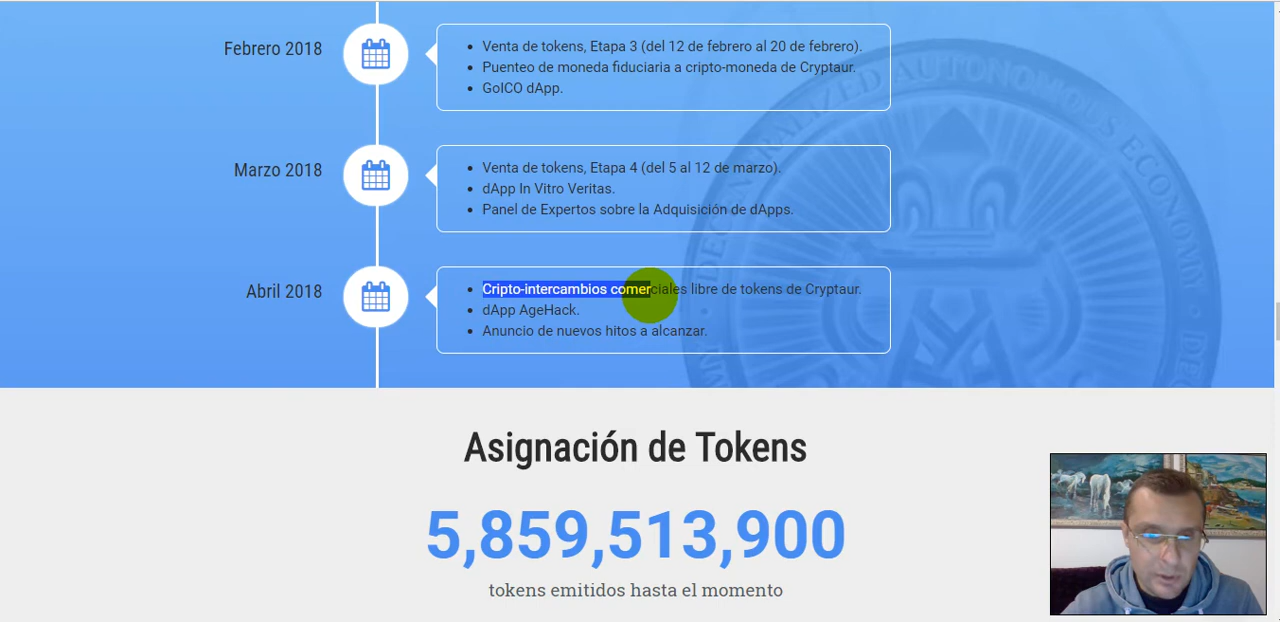 Febrero 2018
Venta de tokens, Etapa 3 (del 12 de febrero al 20 de febrero).
Puenteo de moneda fiduciaria a cripto-moneda de Cryptaur.
GoICO dApp.
Marzo 2018
Venta de tokens, Etapa 4 (del 5 al 12 de marzo).
dApp In Vitro Veritas.
Panel de Expertos sobre la Adquisición de dApps.
Abril 2018
Cripto-intercambios comerciales libre de tokens de Cryptaur.
dApp AgeHack.
Anuncio de nuevos hitos a alcanzar.
DECENTRALIZED AUTONOMOUS ECONOMY
Asignación de Tokens
5,859,513,900
tokens emitidos hasta el momento